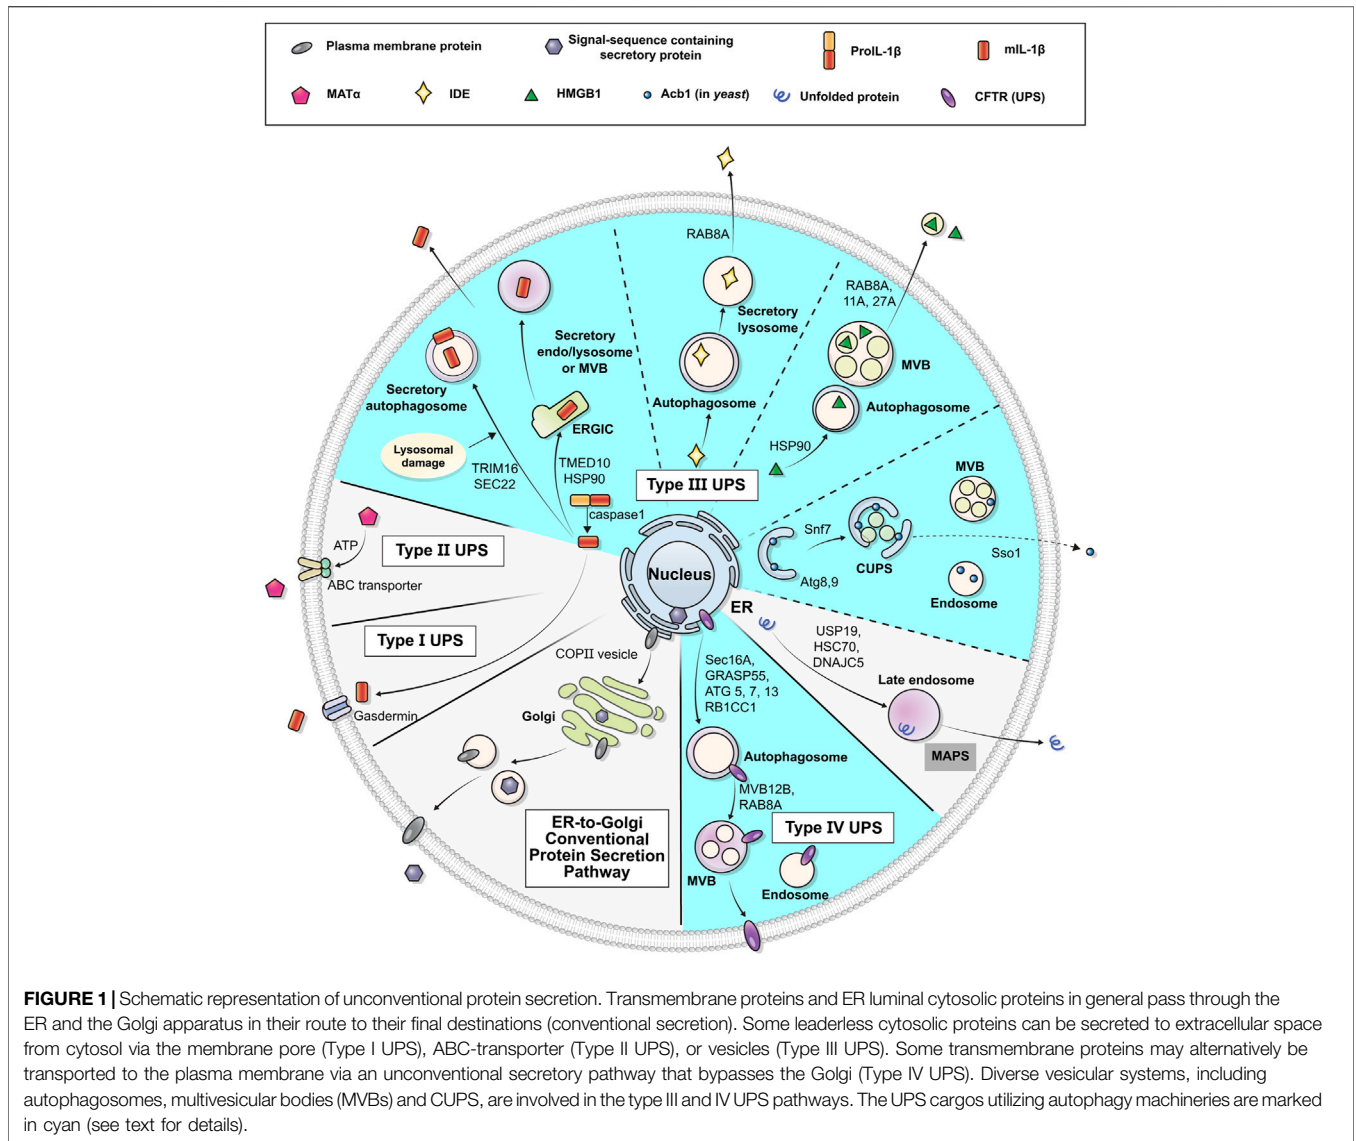 Plasma membrane protein
Signal-sequence containing
secretory protein
ProIL-1β
mIL-1β
MATα
IDE
HMGB1
Acb1 (in yeast)
Unfolded protein
CFTR (UPS)
RAB8A
Secretory
lysosome
Autophagosome
RAB8A,
11A, 27A
MVB
Autophagosome
HSP90
Secretory
endo/lysosome
or MVB
Secretory
autophagosome
ERGIC
Lysosomal
damage
TRIM16
SEC22
TMED10
HSP90
caspase1
Type III UPS
MVB
Snf7
CUPS
Atg8,9
Sso1
Endosome
Type II UPS
ATP
ABC transporter
Type I UPS
Gasdermin
Nucleus
ER
COPII vesicle
Golgi
ER-to-Golgi
Conventional
Protein Secretion
Pathway
Sec16A,
GRASP55,
ATG 5, 7, 13
RB1CC1
Autophagosome
MVB12B,
RAB8A
Type IV UPS
MVB
Endosome
USP19,
HSC70,
DNAJC5
Late endosome
MAPS
FIGURE 1 | Schematic representation of unconventional protein secretion. Transmembrane proteins and ER luminal cytosolic proteins in general pass through the
ER and the Golgi apparatus in their route to their final destinations (conventional secretion). Some leaderless cytosolic proteins can be secreted to extracellular space
from cytosol via the membrane pore (Type I UPS), ABC-transporter (Type II UPS), or vesicles (Type III UPS). Some transmembrane proteins may alternatively be
transported to the plasma membrane via an unconventional secretory pathway that bypasses the Golgi (Type IV UPS). Diverse vesicular systems, including
autophagosomes, multivesicular bodies (MVBs) and CUPS, are involved in the type III and IV UPS pathways. The UPS cargos utilizing autophagy machineries are marked
in cyan (see text for details).